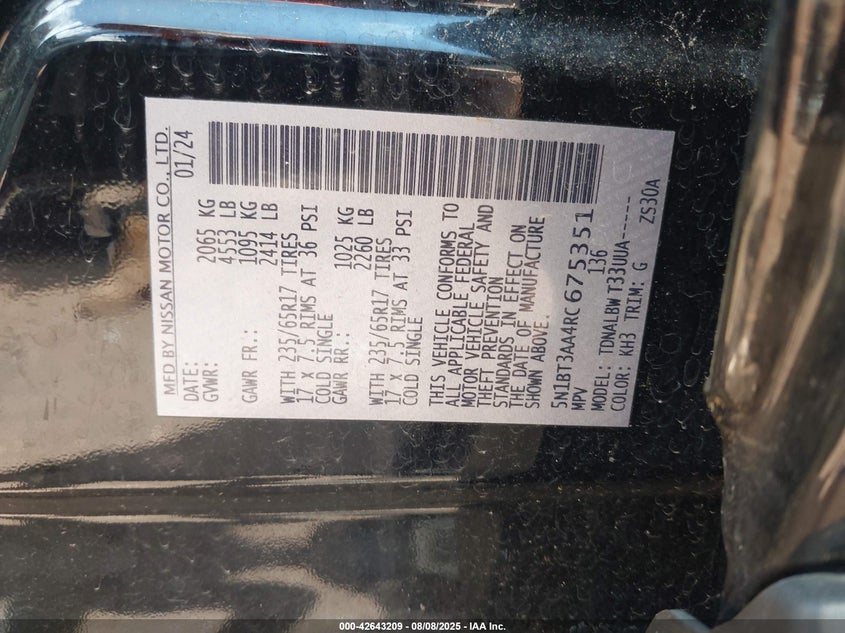 MFD BY NISSAN MOTOR CO., LTD.
DATE: 01/24
GVWR: 2065 KG
4553 LB
GAWR FR.: 1095 KG
2414 LB
WITH 235/65R17 TIRES
17 X 7.5 RIMS AT 36 PSI
COLD SINGLE
GAWR RR.: 1025 KG
2260 LB
WITH 235/65R17 TIRES
17 X 7.5 RIMS AT 33 PSI
COLD SINGLE
THIS VEHICLE CONFORMS TO
ALL APPLICABLE FEDERAL
MOTOR VEHICLE SAFETY AND
THEFT PREVENTION
STANDARDS IN EFFECT ON
THE DATE OF MANUFACTURE
SHOWN ABOVE.
5N1BT3AA4RC675351
MPV 136
MODEL: TDNALBW T33UUA------
COLOR: KH3 TRIM: G ZS30A
000-42643209 - 08/08/2025 - IAA Inc.